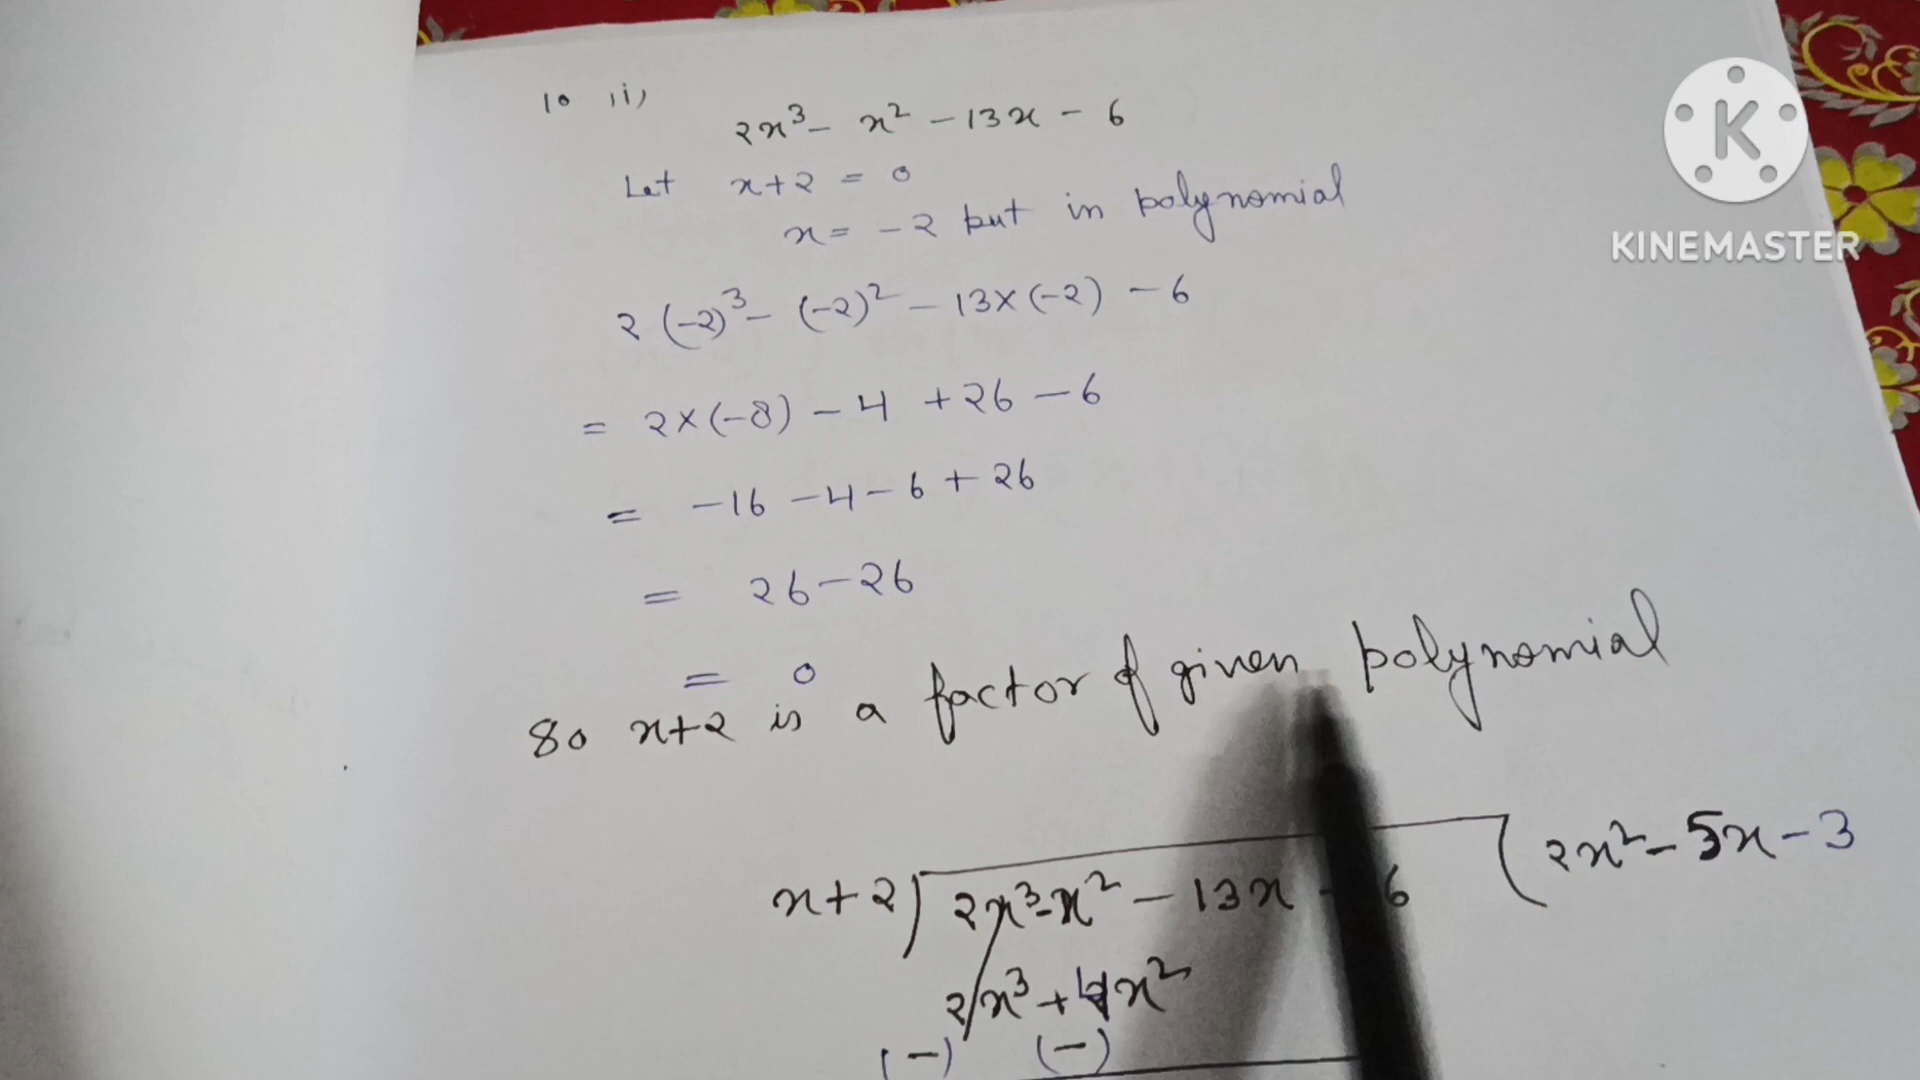 10 ii)
2x³ - x² - 13x - 6
Let x+2 = 0
x = -2 put in polynomial
2 (-2)³ - (-2)² - 13×(-2) - 6
= 2×(-8) - 4 + 26 - 6
= -16 - 4 - 6 + 26
= 26 - 26
= 0
So x+2 is a factor of given polynomial
x+2) 2x³-x² - 13x - 6 (2x² - 5x - 3
2x³ + 4x²
(-) (-)
K
KINEMASTER